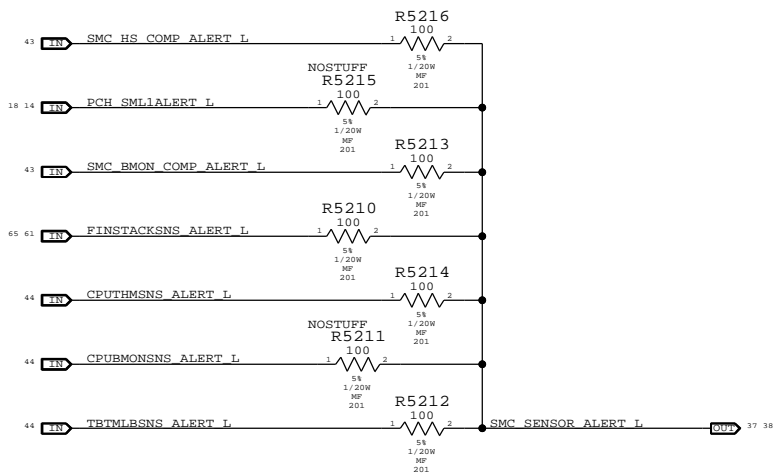 R5216
100
43 IN SMC_HS_COMP_ALERT_L 1 2
5%
1/20W
MF
201
NOSTUFF
R5215
100
18 14 IN PCH_SML1ALERT_L 1 2
5%
1/20W
MF
201
R5213
100
43 IN SMC_BMON_COMP_ALERT_L 1 2
5%
1/20W
MF
201
R5210
100
65 61 IN FINSTACKSNS_ALERT_L 1 2
5%
1/20W
MF
201
R5214
100
44 IN CPUTHMSNS_ALERT_L 1 2
5%
1/20W
MF
201
NOSTUFF
R5211
100
44 IN CPUBMONSNS_ALERT_L 1 2
5%
1/20W
MF
201
R5212
100
44 IN TBTMLBSNS_ALERT_L 1 2 SMC_SENSOR_ALERT_L OUT 37 38
5%
1/20W
MF
201